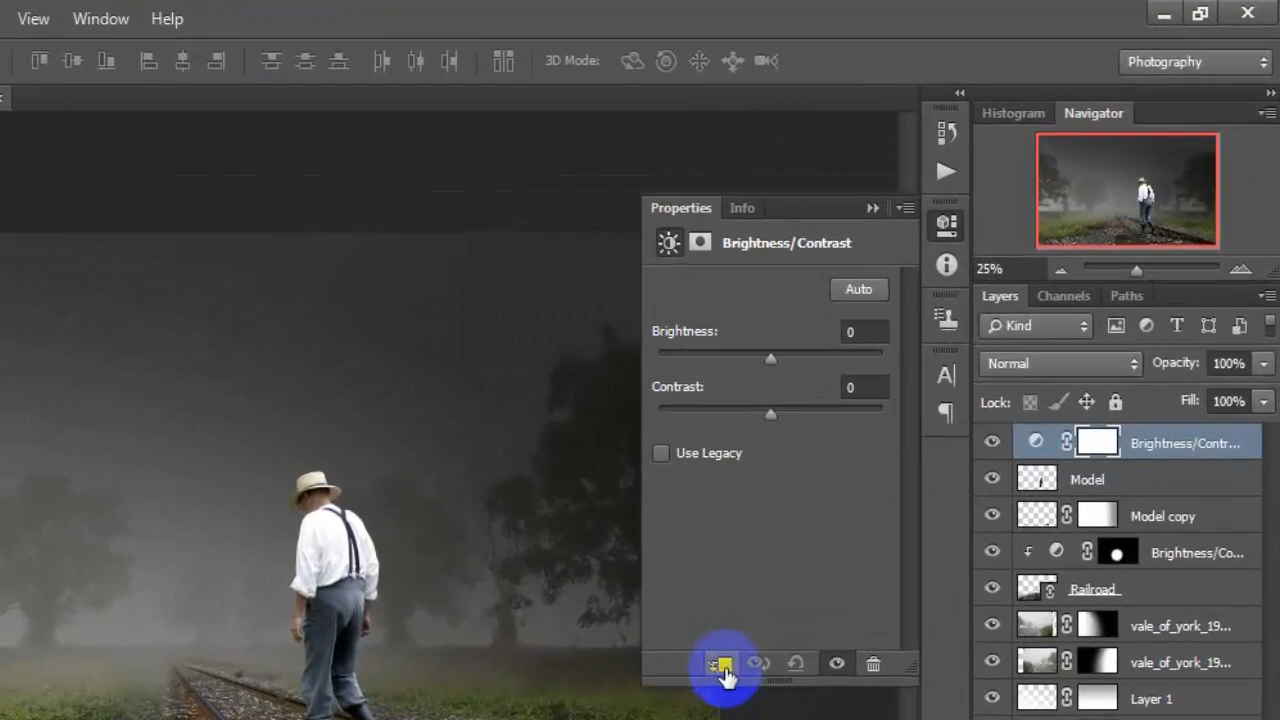 View Window Help
3D Mode:
Photography
Histogram Navigator
Properties Info
Brightness/Contrast
25%
Auto
Layers Channels Paths
Kind
Brightness: 0
Normal Opacity: 100%
Contrast: 0
Lock: Fill: 100%
Use Legacy
Brightness/Contr...
Model
Model copy
Brightness/Co...
Railroad
vale_of_york_19...
vale_of_york_19...
Layer 1